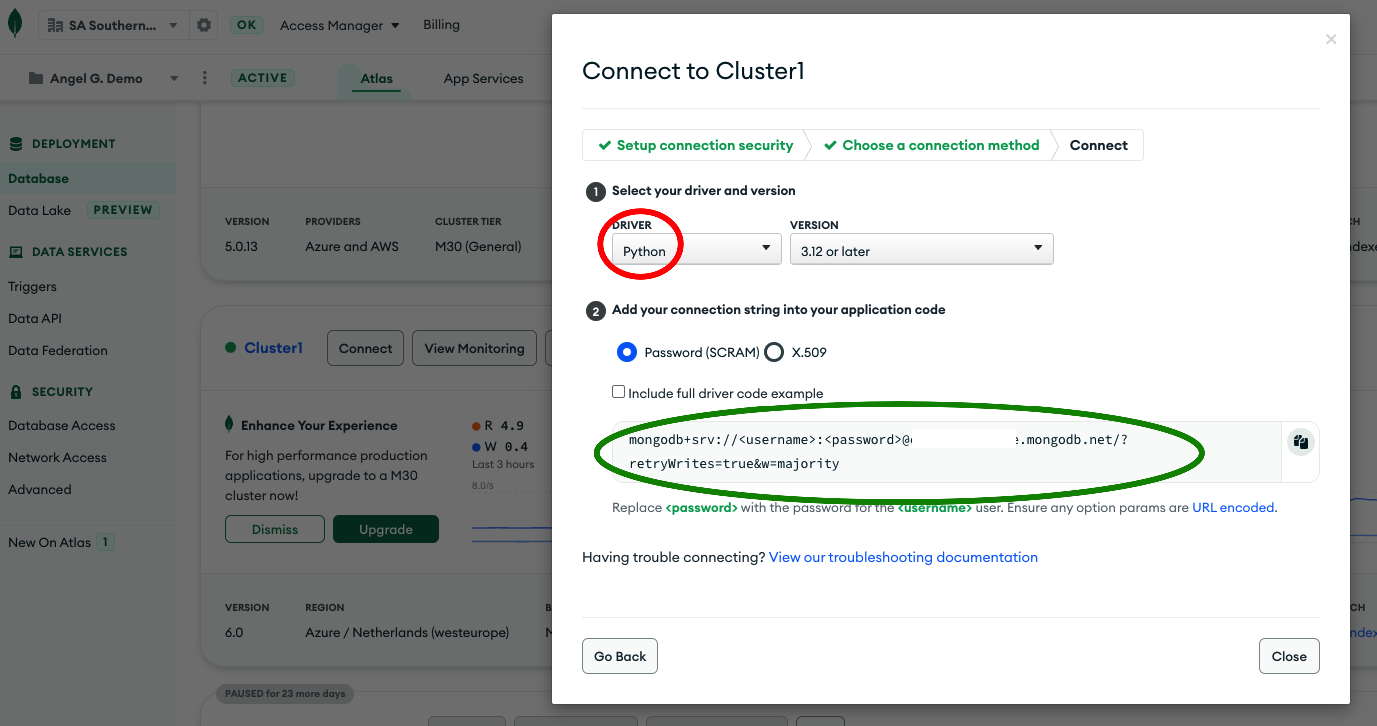 SA Southern...
OK
Access Manager
Billing
Angel G. Demo
ACTIVE
Atlas
App Services
DEPLOYMENT
Database
Data Lake PREVIEW
DATA SERVICES
Triggers
Data API
Data Federation
SECURITY
Database Access
Network Access
Advanced
New On Atlas 1
VERSION PROVIDERS CLUSTER TIER
5.0.13 Azure and AWS M30 (General)
Cluster1 Connect View Monitoring
Enhance Your Experience
For high performance production
applications, upgrade to a M30
cluster now!
Dismiss Upgrade
R 4.9
W 0.4
Last 3 hours
8.0/s
VERSION REGION
6.0 Azure / Netherlands (westeurope)
PAUSED for 23 more days
×
Connect to Cluster1
Setup connection security Choose a connection method Connect
1 Select your driver and version
DRIVER VERSION
Python 3.12 or later
2 Add your connection string into your application code
Password (SCRAM) X.509
Include full driver code example
mongodb+srv://<username>:<password>@c e.mongodb.net/?
retryWrites=true&w=majority
Replace <password> with the password for the <username> user. Ensure any option params are URL encoded.
Having trouble connecting? View our troubleshooting documentation
Go Back Close